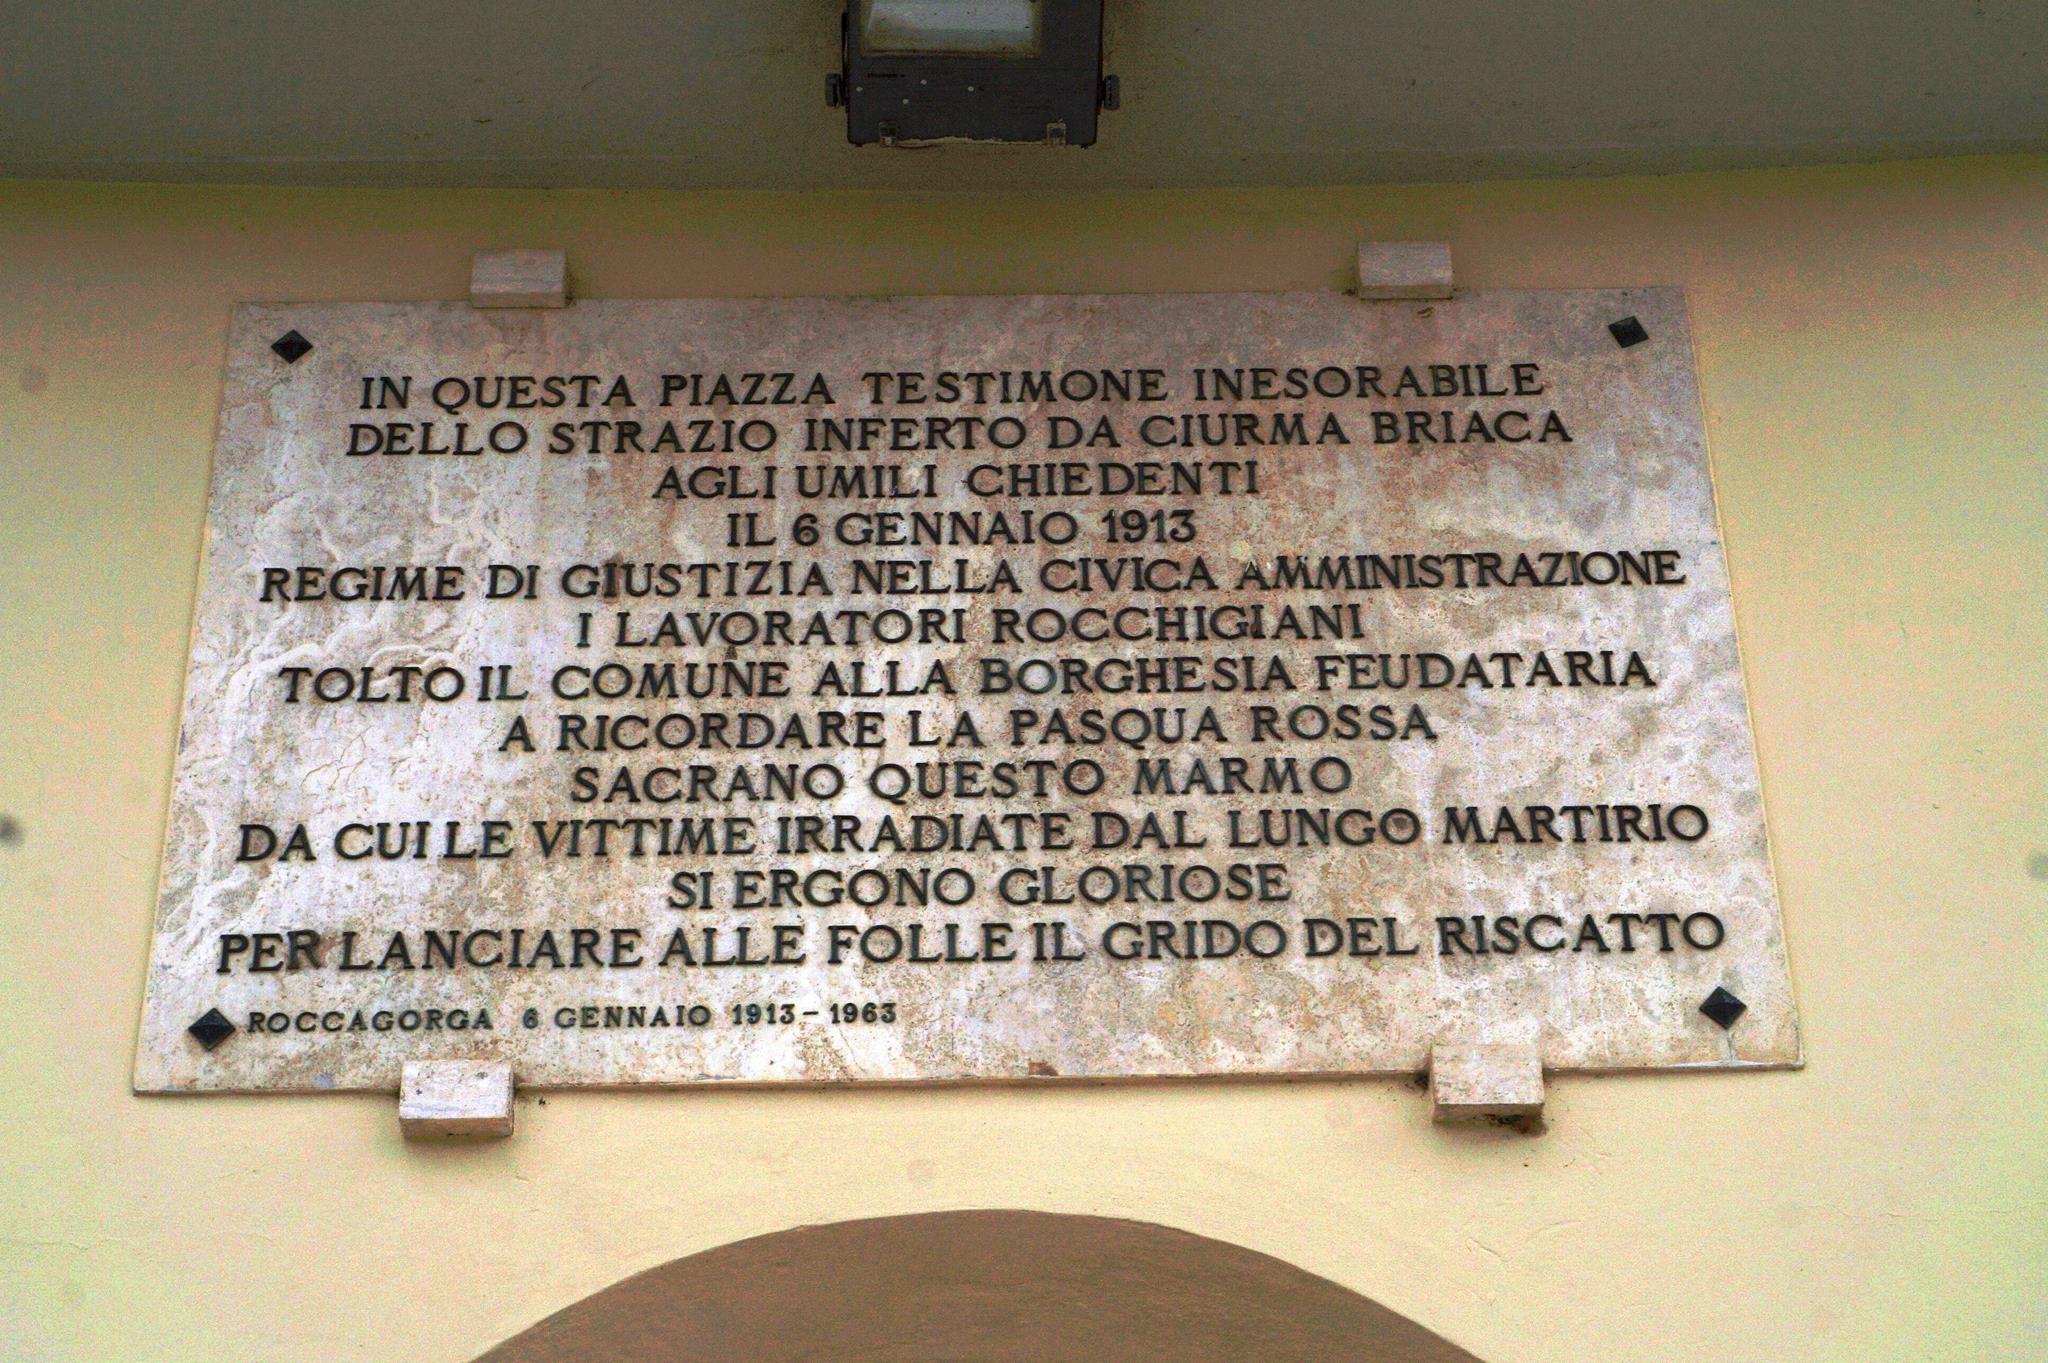 IN QUESTA PIAZZA TESTIMONE INESORABILE
DELLO STRAZIO INFERTO DA CIURMA BRIACA
AGLI UMILI CHIEDENTI
IL 6 GENNAIO 1913
REGIME DI GIUSTIZIA NELLA CIVICA AMMINISTRAZIONE
I LAVORATORI ROCCHIGIANI
TOLTO IL COMUNE ALLA BORGHESIA FEUDATARIA
A RICORDARE LA PASQUA ROSSA
SACRANO QUESTO MARMO
DA CUI LE VITTIME IRRADIATE DAL LUNGO MARTIRIO
SI ERGONO GLORIOSE
PER LANCIARE ALLE FOLLE IL GRIDO DEL RISCATTO
ROCCAGORGA 6 GENNAIO 1913-1963